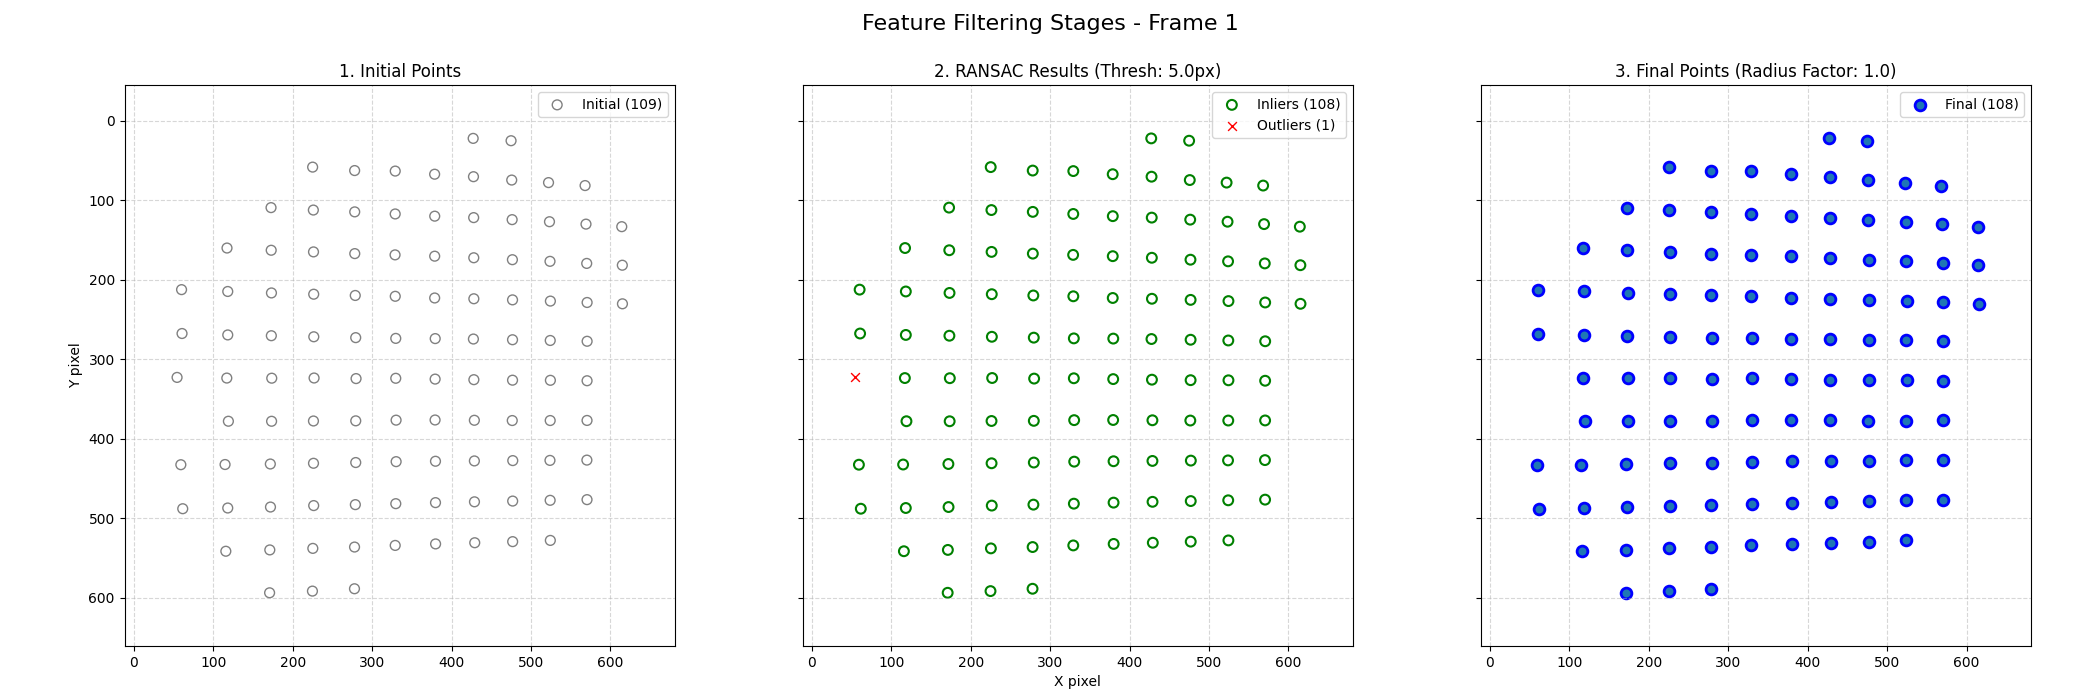 Feature Filtering Stages - Frame 1
1. Initial Points
Initial (109)
0
100
200
300
400
500
600
Y pixel
0 100 200 300 400 500 600
2. RANSAC Results (Thresh: 5.0px)
Inliers (108)
Outliers (1)
0 100 200 300 400 500 600
X pixel
3. Final Points (Radius Factor: 1.0)
Final (108)
0 100 200 300 400 500 600